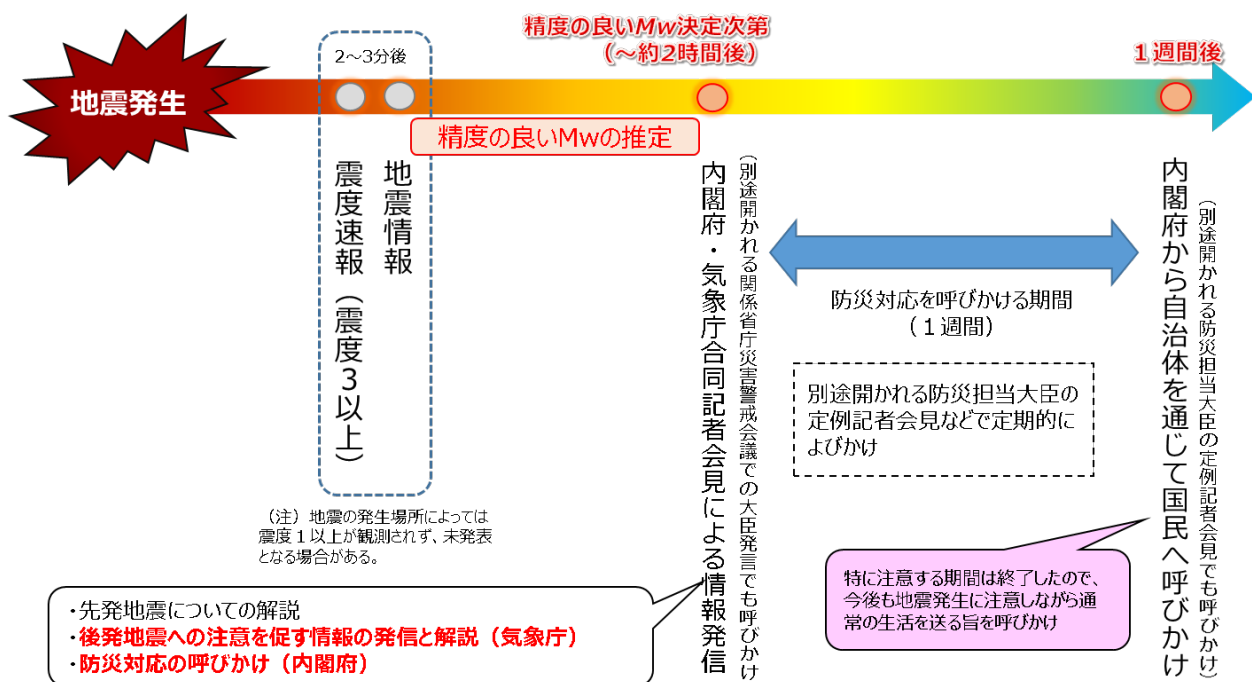 地震発生
2～3分後
精度の良いMw決定次第
（～約2時間後）
１週間後
精度の良いMwの推定
地震情報
震度速報（震度３以上）
（注）地震の発生場所によっては
震度１以上が観測されず、未発表
となる場合がある。
（別途開かれる関係省庁災害警戒会議での大臣発言でも呼びかけ）
内閣府・気象庁合同記者会見による情報発信
・先発地震についての解説
・後発地震への注意を促す情報の発信と解説（気象庁）
・防災対応の呼びかけ（内閣府）
防災対応を呼びかける期間
（１週間）
別途開かれる防災担当大臣の
定例記者会見などで定期的に
よびかけ
（別途開かれる防災担当大臣の定例記者会見でも呼びかけ）
内閣府から自治体を通じて国民へ呼びかけ
特に注意する期間は終了したので、
今後も地震発生に注意しながら通
常の生活を送る旨を呼びかけ